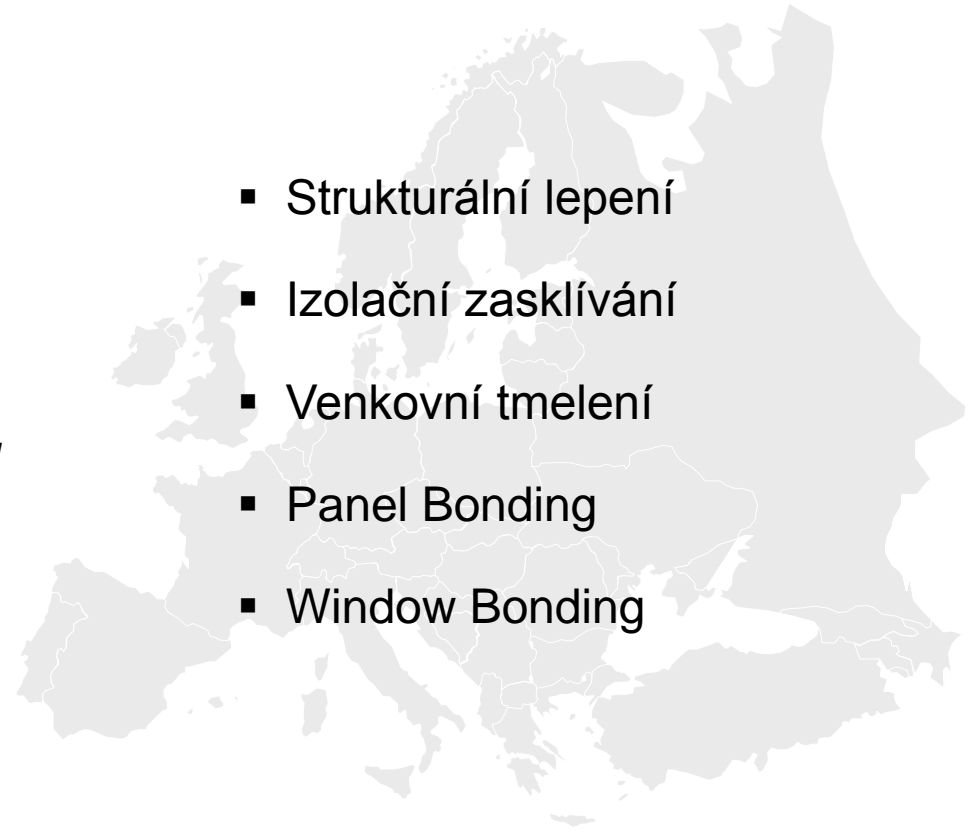 ▪ Strukturální lepení
▪ Izolační zasklívání
▪ Venkovní tmelení
▪ Panel Bonding
▪ Window Bonding